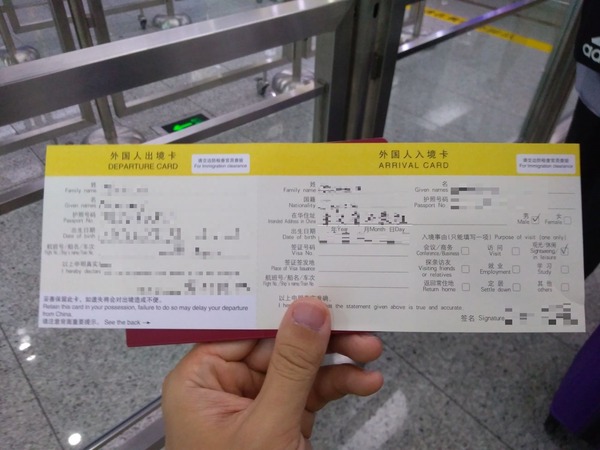 外国人出境卡
DEPARTURE CARD
请交边防检查官员查验
For Immigration clearance
姓
Family name
名
Given names
护照号码
Passport No.
出生日期
Date of birth
航班号/船名/车次
以上申明真实
I hereby declare
妥善保留此卡，如遗失将会对出境造成不便。
Retain this card in your possession, failure to do so may delay your departure
from China.
请注意背面重要提示。 See the back
外国人入境卡
ARRIVAL CARD
请交边防检查官员查验
For Immigration clearance
姓
Family name
名
Given names
国籍
Nationality
护照号码
Passport No.
在华住址
Intended Address in China
男
Male
女
Female
出生日期
Date of birth
年Year 月Month 日Day
入境事由(只能填写一项) Purpose of visit (one only)
签证号码
Visa No.
会议/商务
Conference/Business
访问
Visit
观光/休闲
Sightseeing/
in leisure
签证签发地
Place of Visa Issuance
探亲访友
Visiting friends
or relatives
就业
Employment
学习
Study
航班号/船名/车次
返回常住地
Return home
定居
Settle down
其他
others
以上申明
the statement given above is true and accurate.
签名 Signature